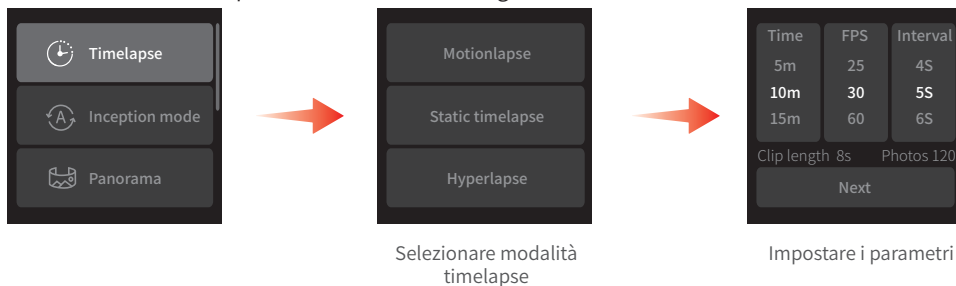 Timelapse
Inception mode
Panorama
Motionlapse
Static timelapse
Hyperlapse
Time FPS Interval
5m 25 4S
10m 30 5S
15m 60 6S
Clip length 8s Photos 120
Next
Selezionare modalità
timelapse
Impostare i parametri